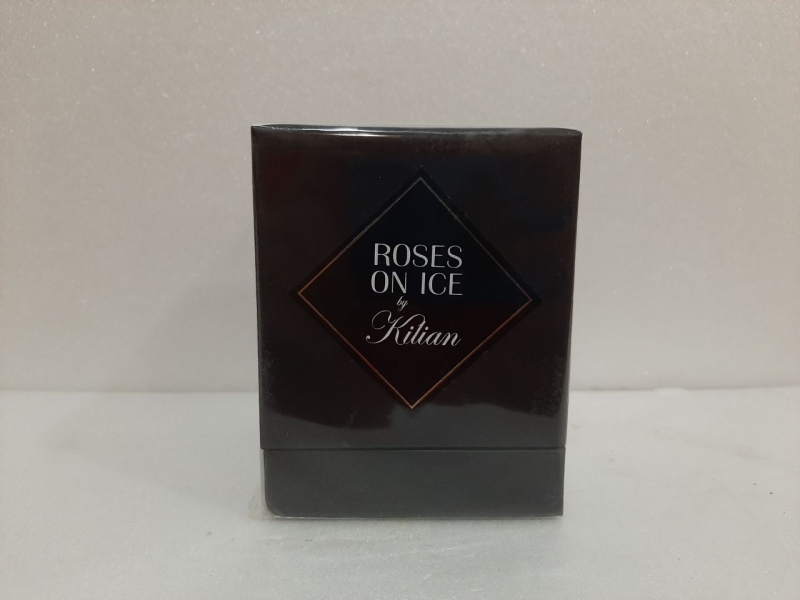 ROSES
ON ICE
by
Kilian